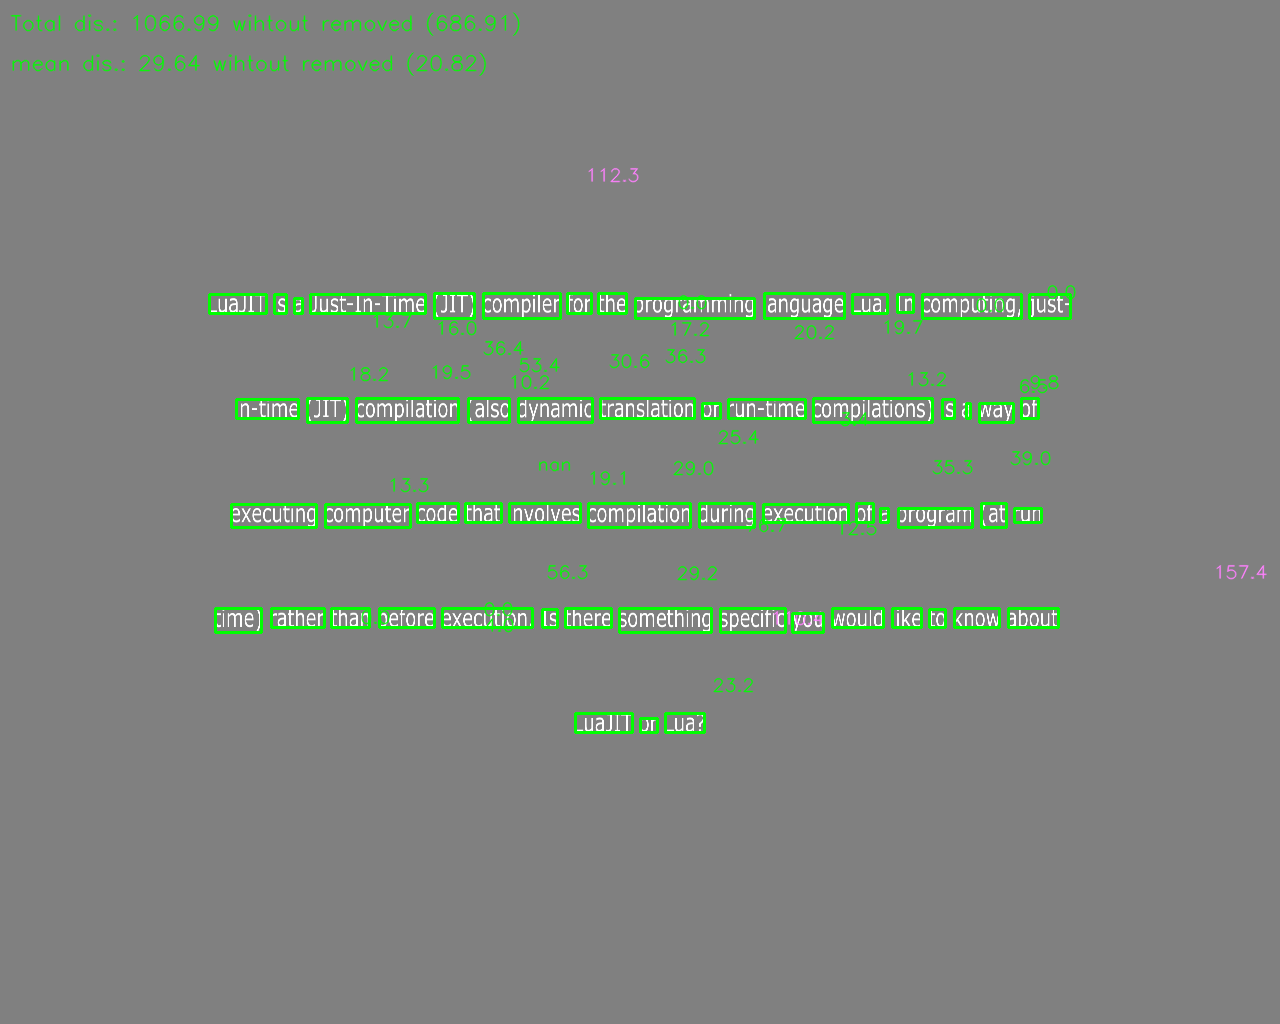 Total dis.: 1066.99 wihtout removed (686.91)
mean dis.: 29.64 wihtout removed (20.82)
112.3
LuaJIT is a Just-In-Time (JIT) compiler for the programming language Lua. In computing, just-
0.0
13.7 16.0 17.2 20.2 19.7
36.4 53.4 30.6 36.3
18.2 19.5 10.2 13.2 9.8
in-time (JIT) compilation (also dynamic translation or run-time compilations) is a way of
25.4
nan 29.0 35.3 39.0
13.3 19.1
executing computer code that involves compilation during execution of a program (at run
12.5
56.3 29.2 157.4
time) rather than before execution. Is there something specific you would like to know about
23.2
LuaJIT or Lua?